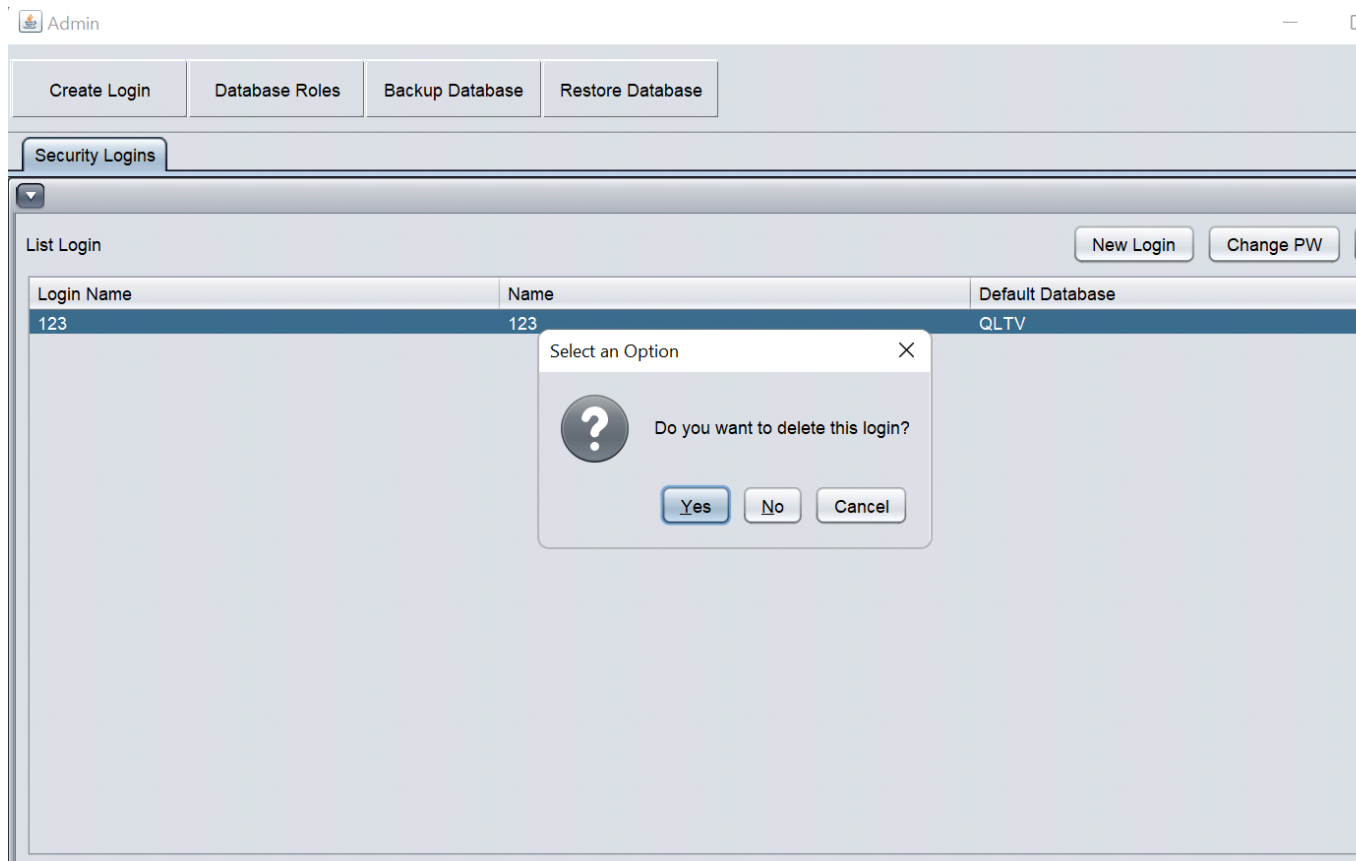 Admin
Create Login Database Roles Backup Database Restore Database
Security Logins
List Login New Login Change PW
Login Name Name Default Database
123 123 QLTV
Select an Option
Do you want to delete this login?
Yes No Cancel